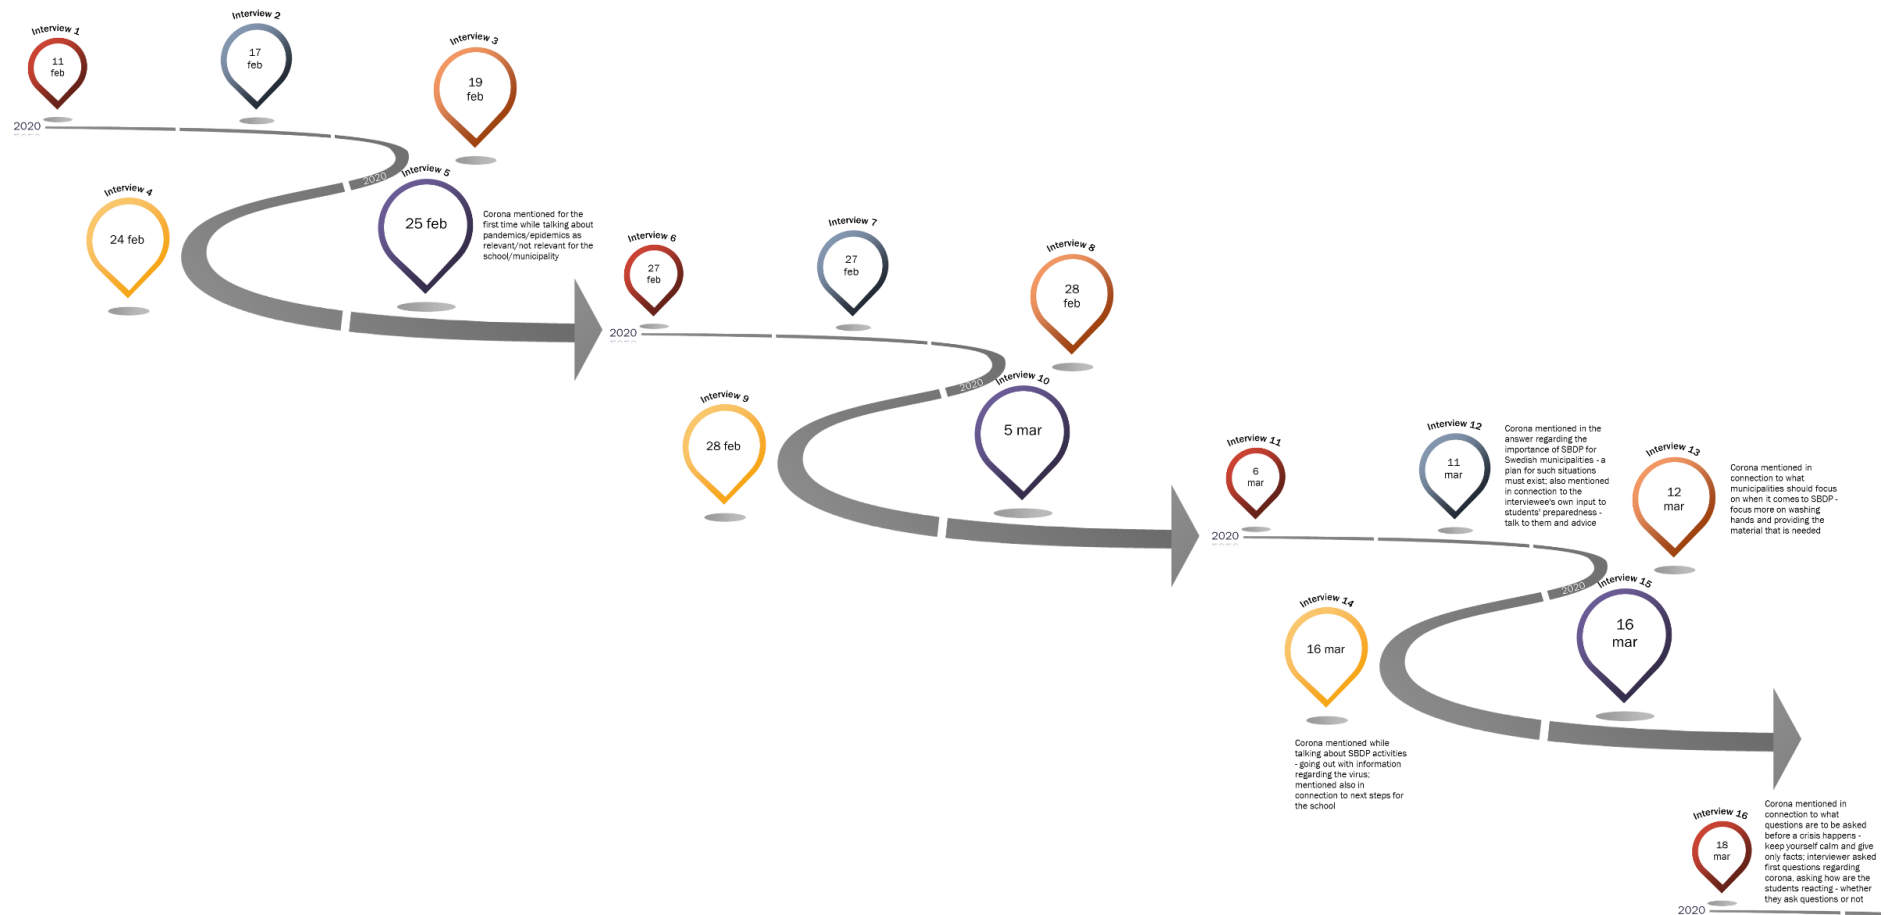 Interview 1
11
feb
Interview 2
17
feb
Interview 3
19
feb
2020
2020
Interview 4
24 feb
Interview 5
25 feb
Corona mentioned for the
first time while talking about
pandemics/epidemics as
relevant/not relevant for the
school/municipality
Interview 6
27
feb
Interview 7
27
feb
Interview 8
28
feb
2020
2020
Interview 9
28 feb
Interview 10
5 mar
Interview 11
6
mar
Interview 12
11
mar
Corona mentioned in the
answer regarding the
importance of SBDP for
Swedish municipalities - a
plan for such situations
must exist; also mentioned
in connection to the
interviewee's own input to
students' preparedness -
talk to them and advice
Interview 13
12
mar
Corona mentioned in
connection to what
municipalities should focus
on when it comes to SBDP -
focus more on washing
hands and providing the
material that is needed
2020
2020
Interview 14
16 mar
Corona mentioned while
talking about SBDP activities
- going out with information
regarding the virus;
mentioned also in
connection to next steps for
the school
Interview 15
16
mar
Interview 16
18
mar
Corona mentioned in
connection to what
questions are to be asked
before a crisis happens -
keep yourself calm and give
only facts; interviewer asked
first questions regarding
corona, asking how are the
students reacting - whether
they ask questions or not
2020